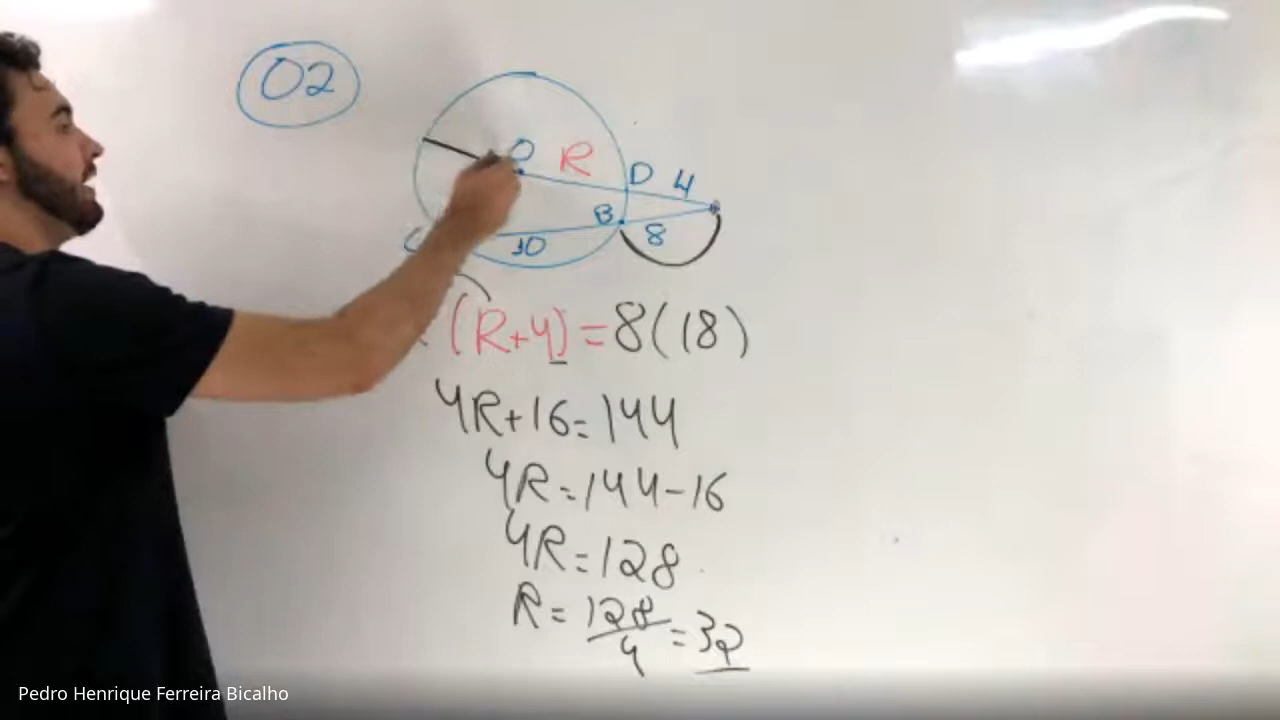 02
O R D 4
B 8
C 10
(R+4) = 8(18)
4R+16=144
4R=144-16
4R=128
R=128/4=32
Pedro Henrique Ferreira Bicalho